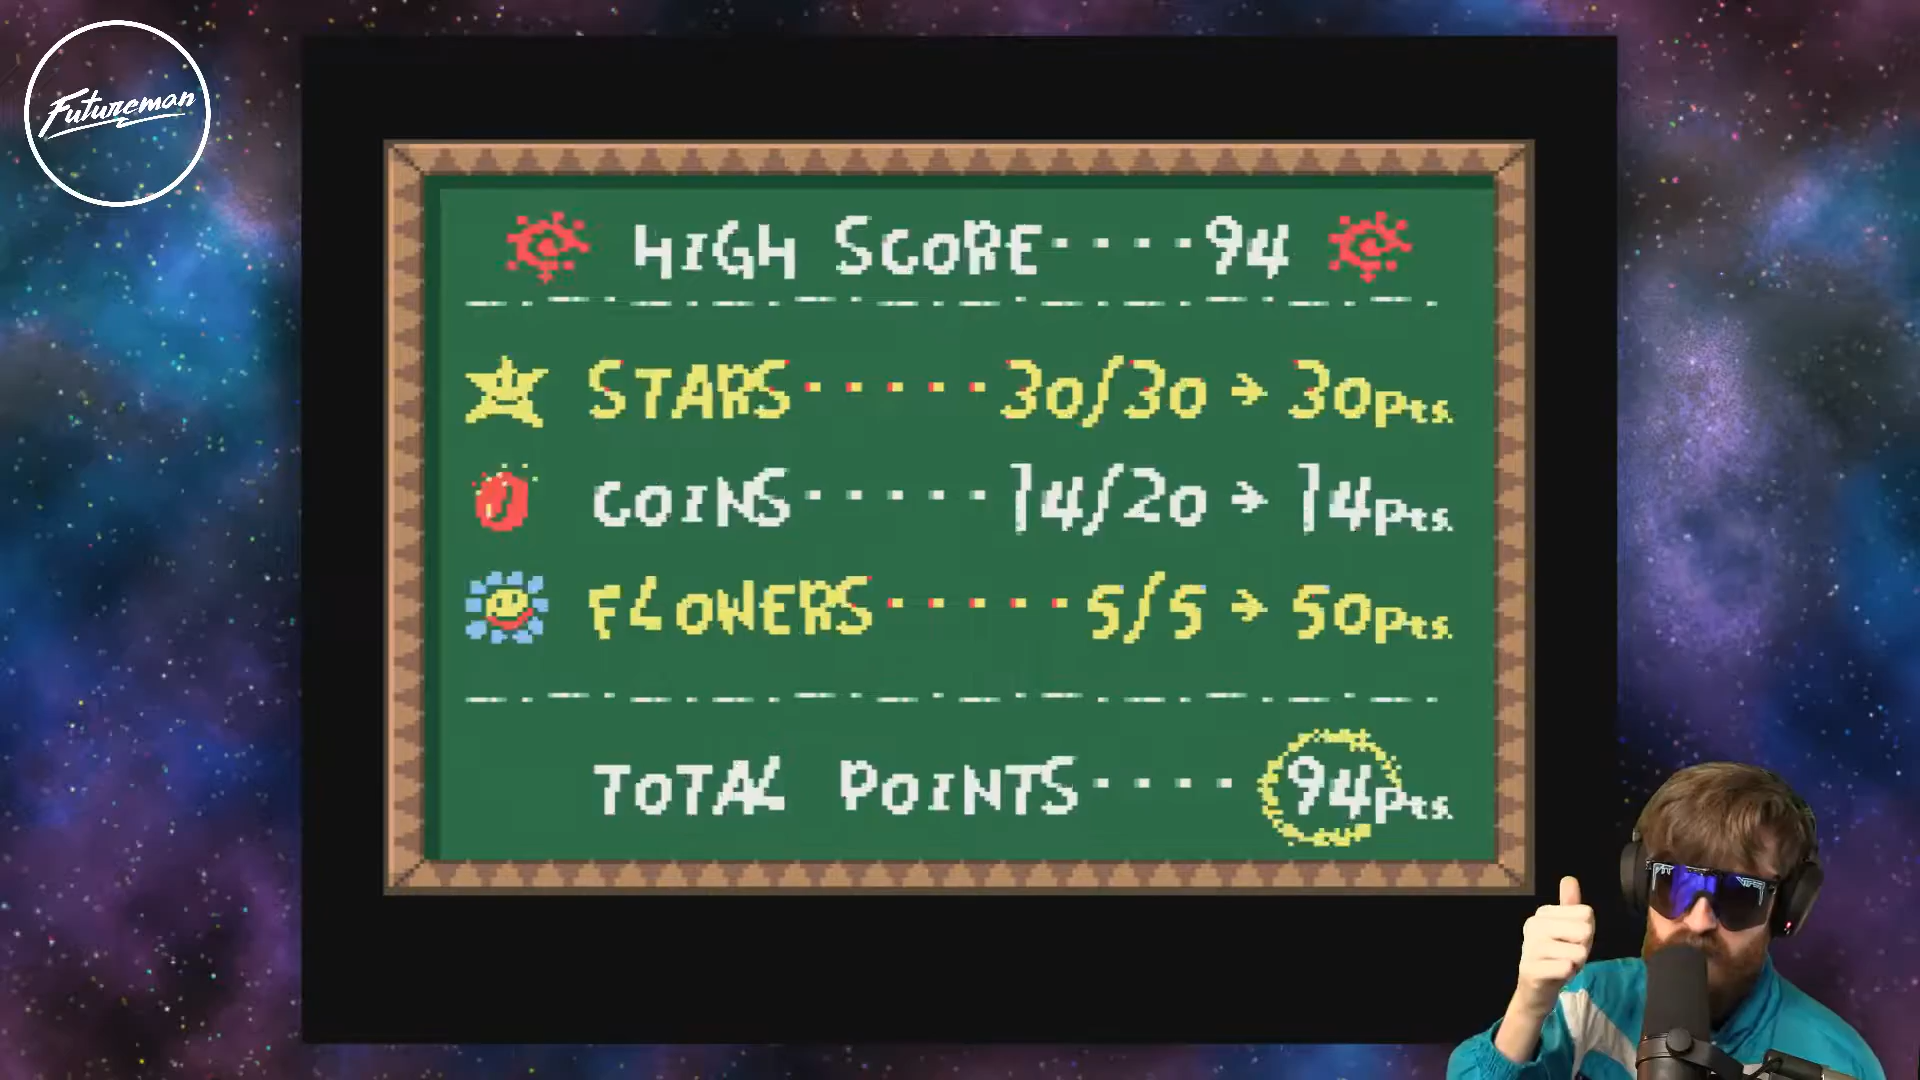 Futureman
HIGH SCORE····94
STARS·····30/30 → 30Pts.
COINS·····14/20 → 14Pts.
FLOWERS·····5/5 → 50Pts.
TOTAL POINTS····94Pts.